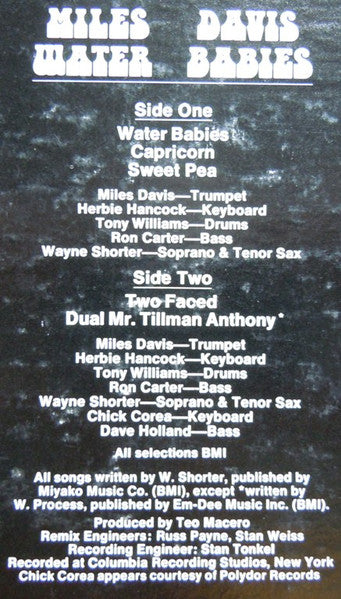 MILES DAVIS
WATER BABIES
Side One
Water Babies
Capricorn
Sweet Pea
Miles Davis—Trumpet
Herbie Hancock—Keyboard
Tony Williams—Drums
Ron Carter—Bass
Wayne Shorter—Soprano & Tenor Sax
Side Two
Two Faced
Dual Mr. Tillman Anthony*
Miles Davis—Trumpet
Herbie Hancock—Keyboard
Tony Williams—Drums
Ron Carter—Bass
Wayne Shorter—Soprano & Tenor Sax
Chick Corea—Keyboard
Dave Holland—Bass
All selections BMI
All songs written by W. Shorter, published by
Miyako Music Co. (BMI), except *written by
W. Process, published by Em-Dee Music Inc. (BMI).
Produced by Teo Macero
Remix Engineers: Russ Payne, Stan Weiss
Recording Engineer: Stan Tonkel
Recorded at Columbia Recording Studios, New York
Chick Corea appears courtesy of Polydor Records